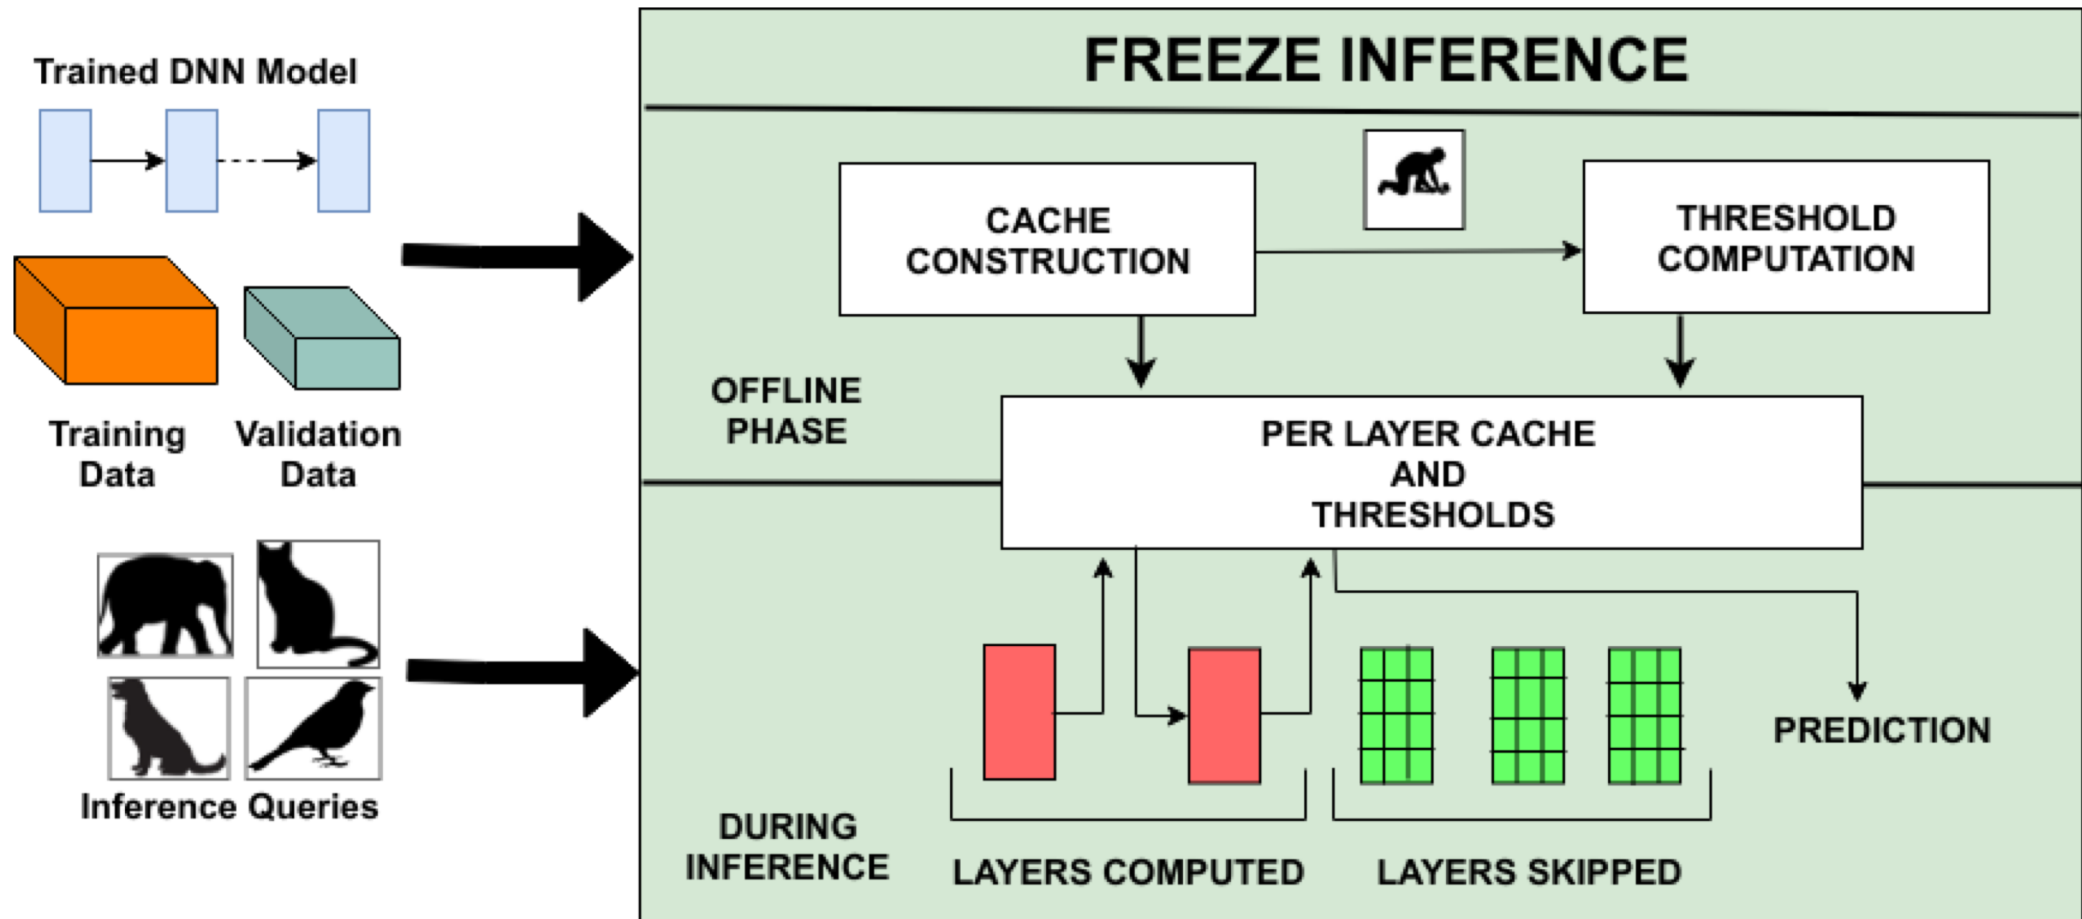 FREEZE INFERENCE
Trained DNN Model
Training
Data
Validation
Data
Inference Queries
CACHE
CONSTRUCTION
THRESHOLD
COMPUTATION
OFFLINE
PHASE
PER LAYER CACHE
AND
THRESHOLDS
DURING
INFERENCE
LAYERS COMPUTED
LAYERS SKIPPED
PREDICTION